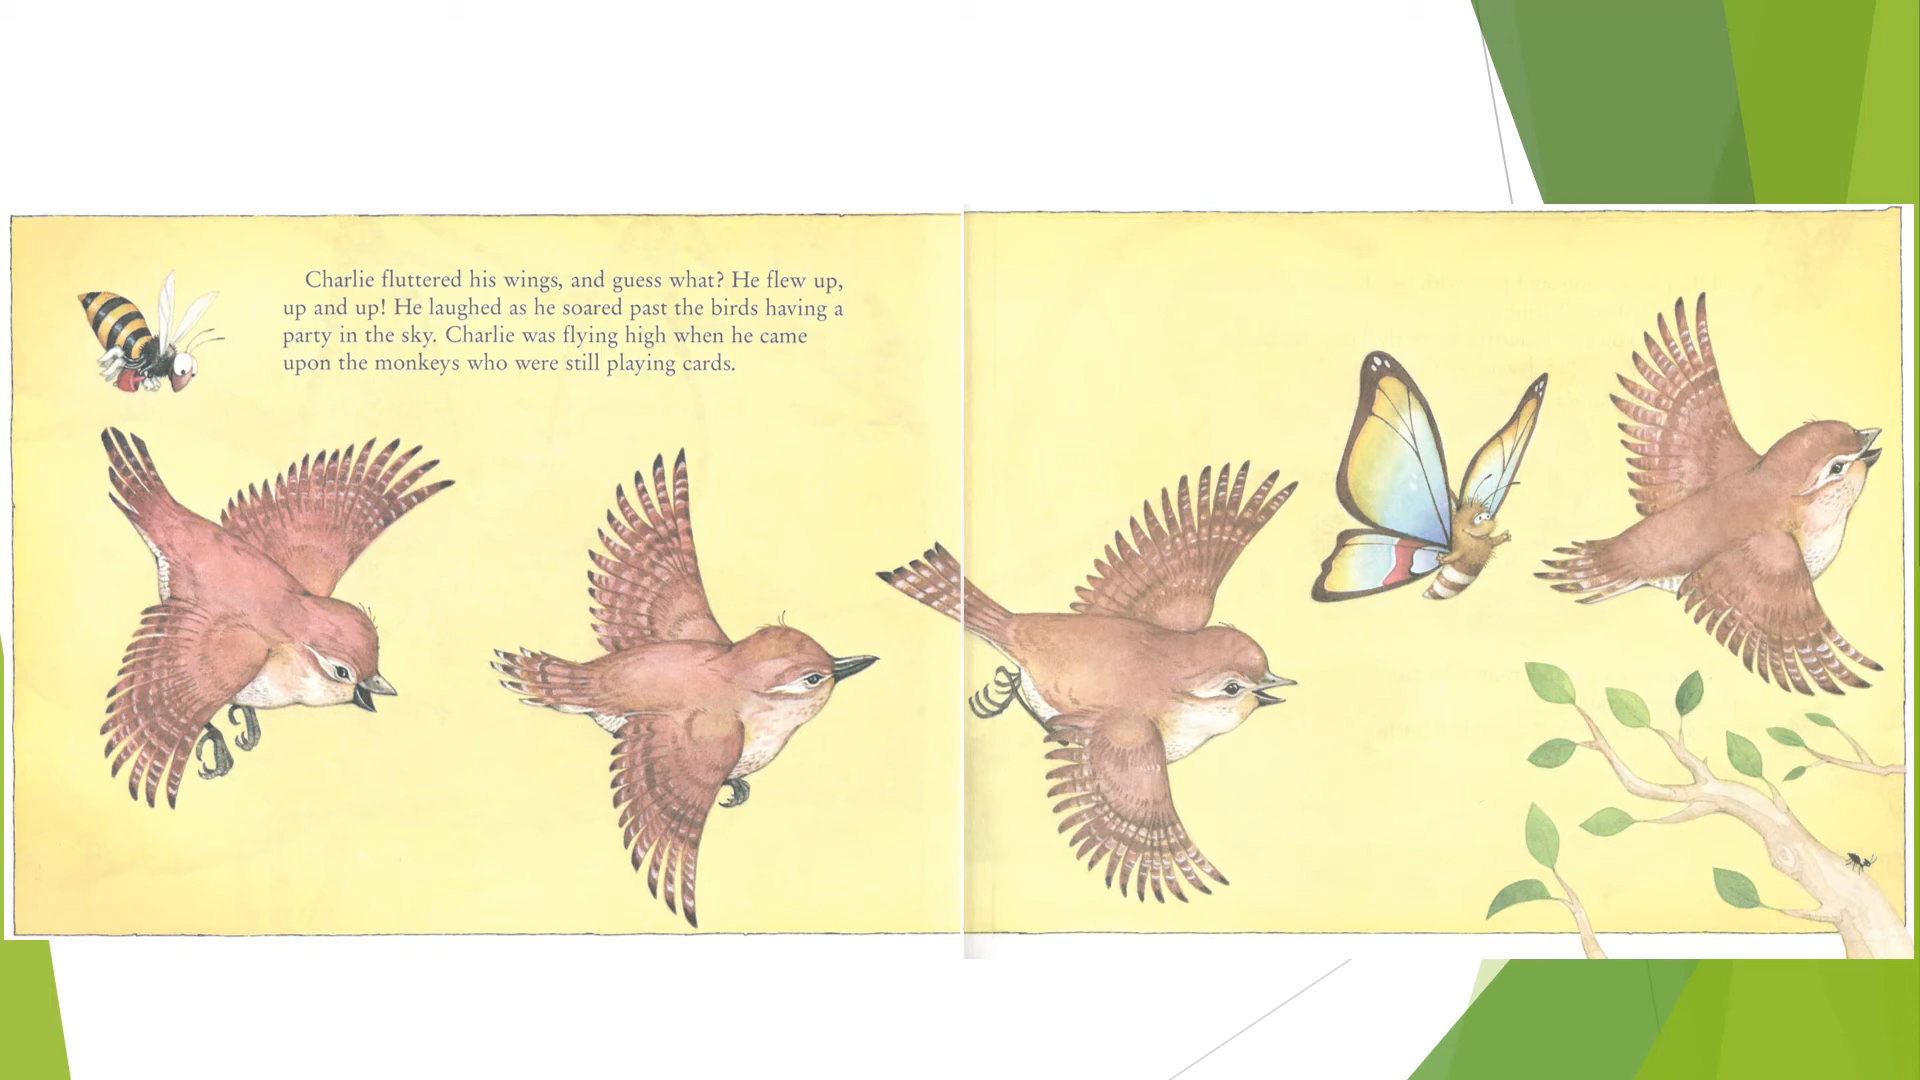 Charlie fluttered his wings, and guess what? He flew up,
up and up! He laughed as he soared past the birds having a
party in the sky. Charlie was flying high when he came
upon the monkeys who were still playing cards.